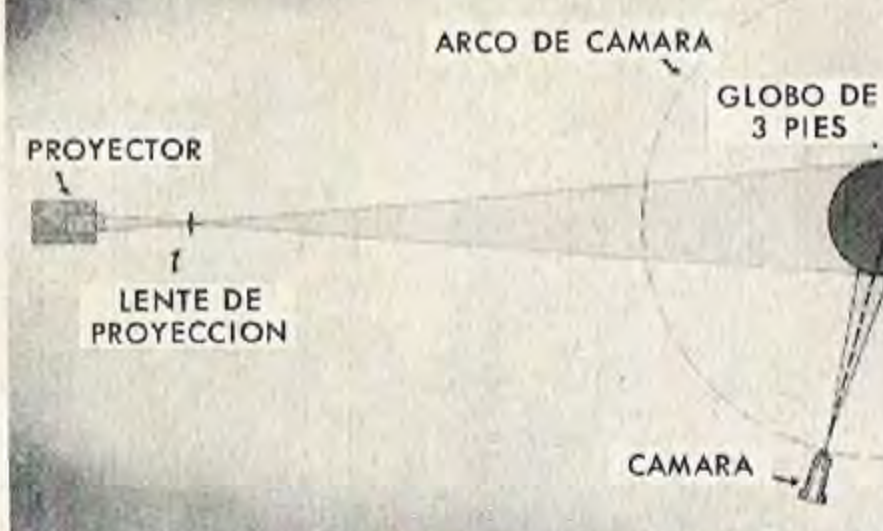 ARCO DE CAMARA
GLOBO DE
3 PIES
PROYECTOR
LENTE DE
PROYECCION
CAMARA